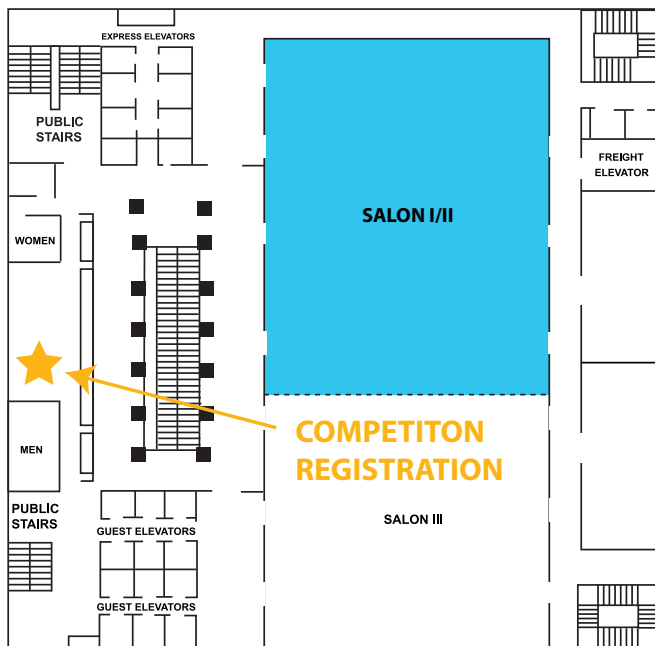 EXPRESS ELEVATORS
PUBLIC
STAIRS
FREIGHT
ELEVATOR
SALON I/II
WOMEN
COMPETITON
REGISTRATION
MEN
PUBLIC
STAIRS
SALON III
GUEST ELEVATORS
GUEST ELEVATORS